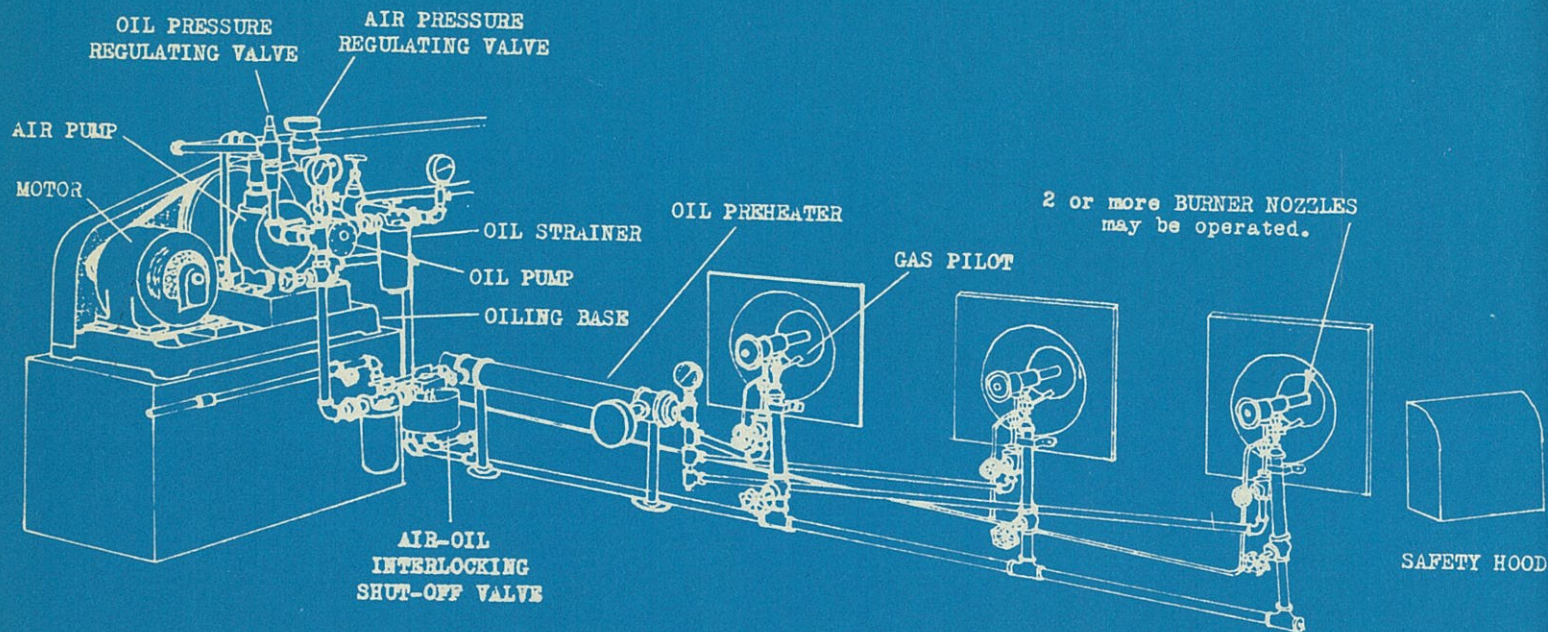 OIL PRESSURE
REGULATING VALVE
AIR PRESSURE
REGULATING VALVE
AIR PUMP
MOTOR
OIL STRAINER
OIL PUMP
OILING BASE
OIL PREHEATER
GAS PILOT
2 or more BURNER NOZZLES
may be operated.
AIR-OIL
INTERLOCKING
SHUT-OFF VALVE
SAFETY HOOD